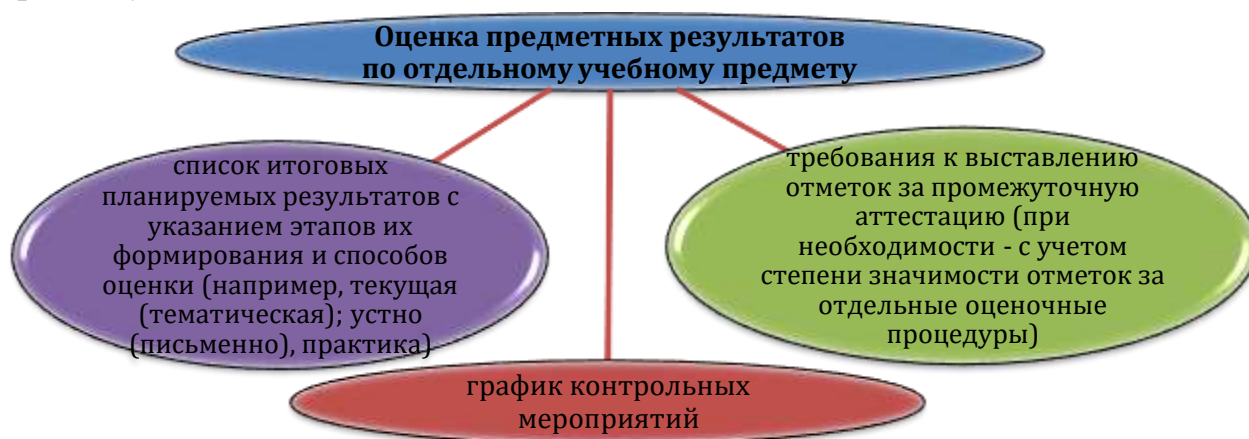 Оценка предметных результатов
по отдельному учебному предмету
список итоговых
планируемых результатов с
указанием этапов их
формирования и способов
оценки (например, текущая
(тематическая); устно
(письменно), практика)
требования к выставлению
отметок за промежуточную
аттестацию (при
необходимости - с учетом
степени значимости отметок за
отдельные оценочные
процедуры)
график контрольных
мероприятий